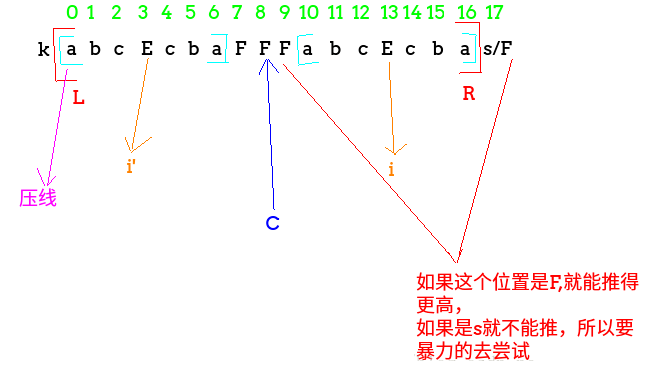 0 1 2 3 4 5 6 7 8 9 10 11 12 13 14 15 16 17
k a b c E c b a F F F a b c E c b a s/F
L
R
i'
i
压线
C
如果这个位置是F,就能推得
更高，
如果是s就不能推，所以要
暴力的去尝试